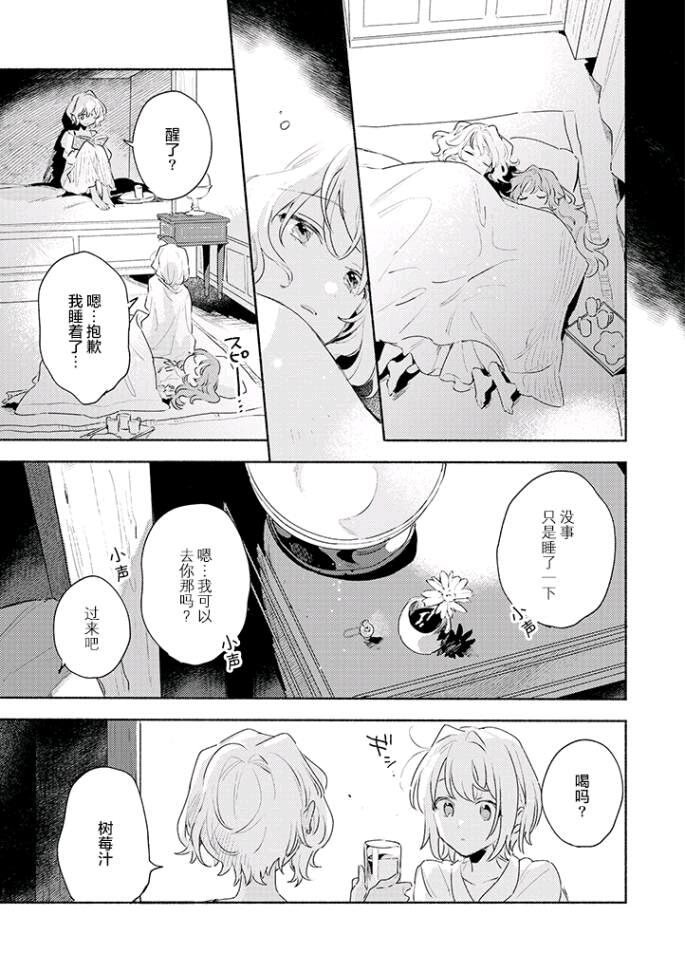 醒了？
嗯…抱歉
我睡着了…
スピ〜…
没事
只是睡了一下
小声
嗯…我可以
去你那吗？
小声
过来吧
小声
喝吗？
ギシ…
树莓汁